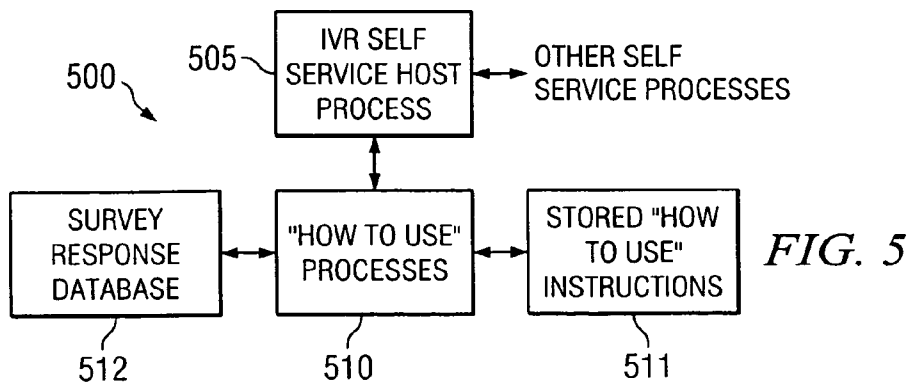 500
505
IVR SELF
SERVICE HOST
PROCESS
OTHER SELF
SERVICE PROCESSES
SURVEY
RESPONSE
DATABASE
"HOW TO USE"
PROCESSES
STORED "HOW
TO USE"
INSTRUCTIONS
FIG. 5
512
510
511